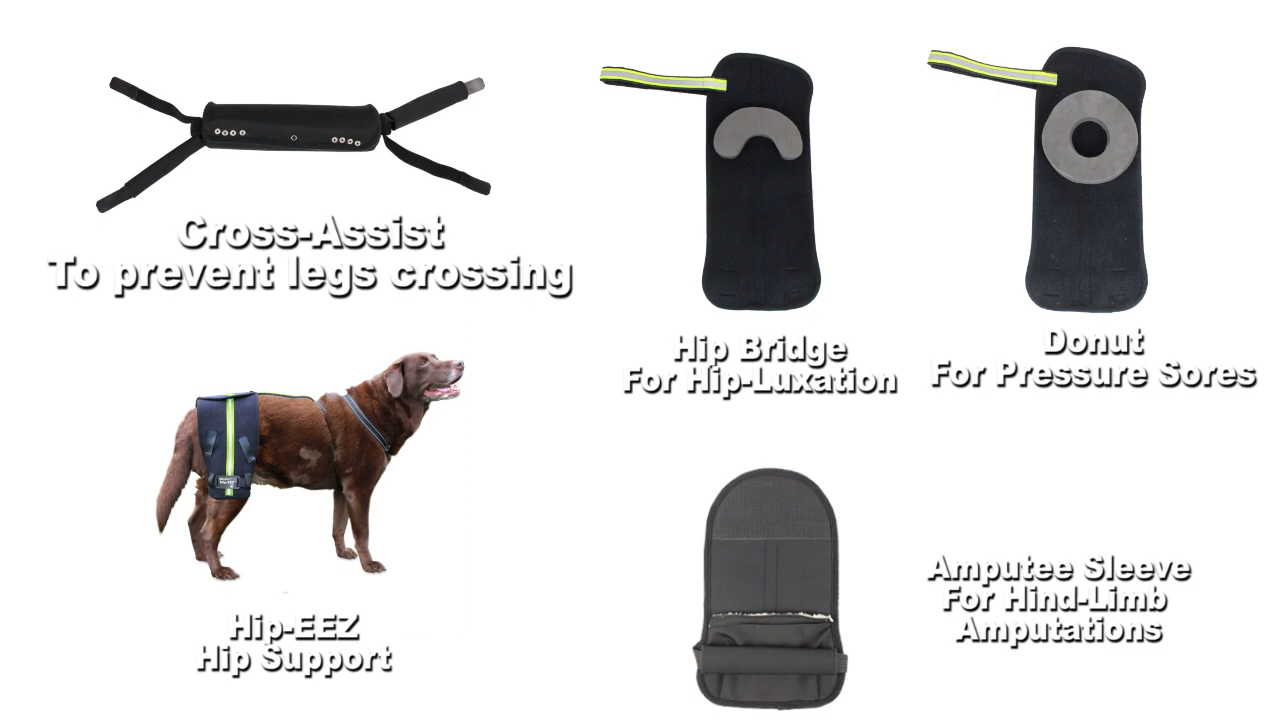 Cross-Assist
To prevent legs crossing
Hip Bridge
For Hip-Luxation
Donut
For Pressure Sores
Hip-EEZ
Hip Support
Amputee Sleeve
For Hind-Limb
Amputations